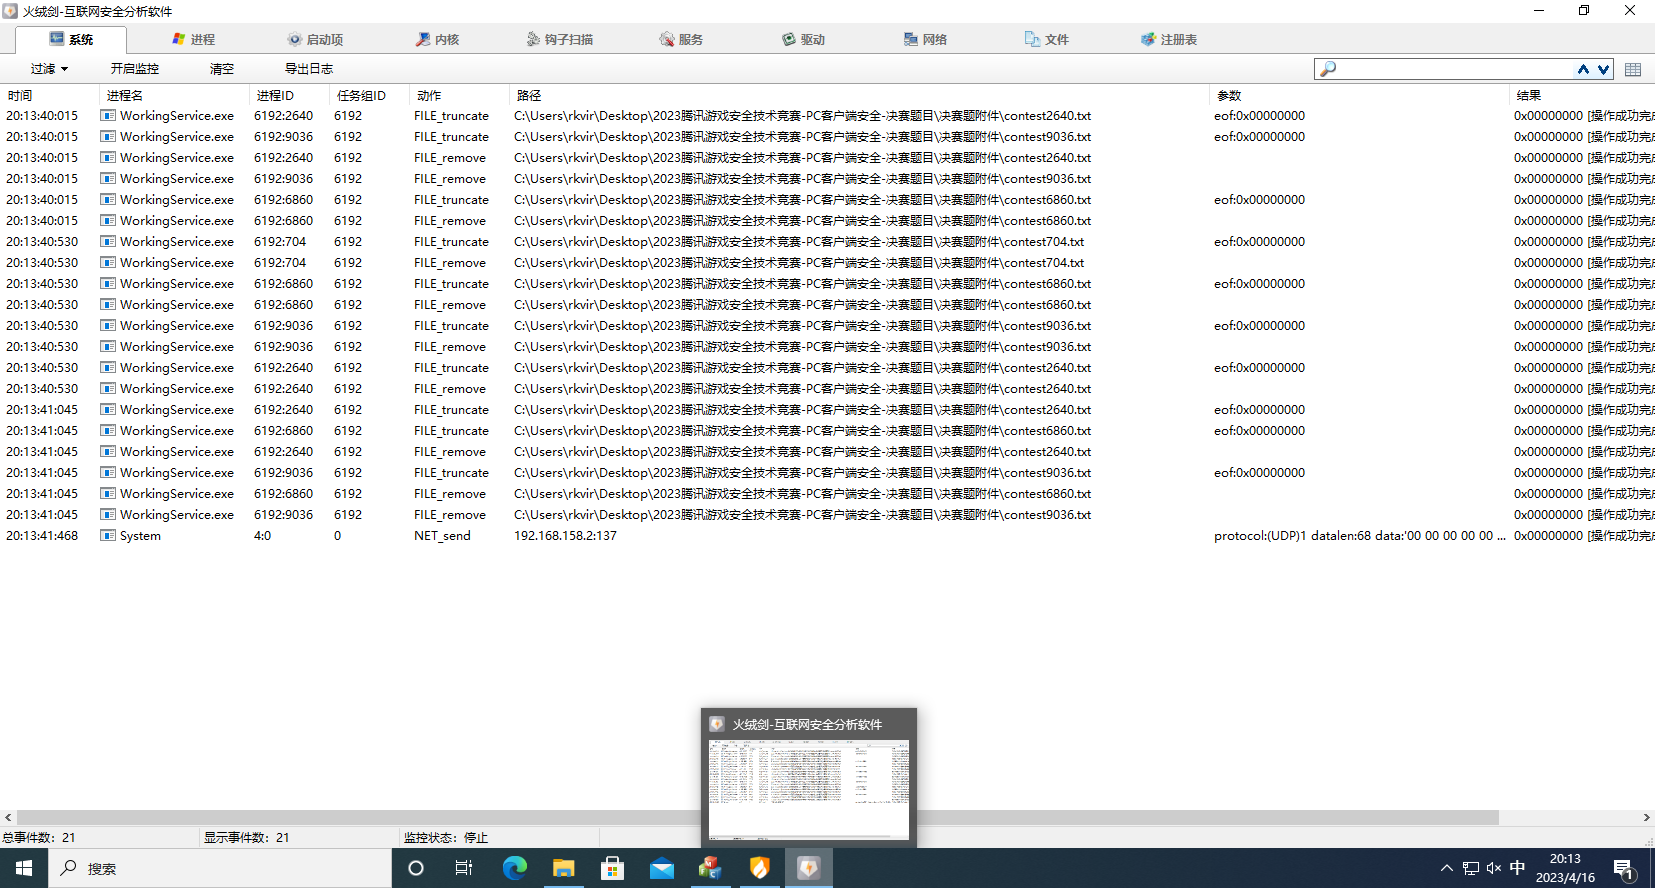 火绒剑-互联网安全分析软件
系统 进程 启动项 内核 钩子扫描 服务 驱动 网络 文件 注册表
过滤 开启监控 清空 导出日志
时间 进程名 进程ID 任务组ID 动作 路径 参数 结果
20:13:40:015 WorkingService.exe 6192:2640 6192 FILE_truncate C:\Users\rkvir\Desktop\2023腾讯游戏安全技术竞赛-PC客户端安全-决赛题目\决赛题附件\contest2640.txt eof:0x00000000 0x00000000 [操作成功完成
20:13:40:015 WorkingService.exe 6192:9036 6192 FILE_truncate C:\Users\rkvir\Desktop\2023腾讯游戏安全技术竞赛-PC客户端安全-决赛题目\决赛题附件\contest9036.txt eof:0x00000000 0x00000000 [操作成功完成
20:13:40:015 WorkingService.exe 6192:2640 6192 FILE_remove C:\Users\rkvir\Desktop\2023腾讯游戏安全技术竞赛-PC客户端安全-决赛题目\决赛题附件\contest2640.txt 0x00000000 [操作成功完成
20:13:40:015 WorkingService.exe 6192:9036 6192 FILE_remove C:\Users\rkvir\Desktop\2023腾讯游戏安全技术竞赛-PC客户端安全-决赛题目\决赛题附件\contest9036.txt 0x00000000 [操作成功完成
20:13:40:015 WorkingService.exe 6192:6860 6192 FILE_truncate C:\Users\rkvir\Desktop\2023腾讯游戏安全技术竞赛-PC客户端安全-决赛题目\决赛题附件\contest6860.txt eof:0x00000000 0x00000000 [操作成功完成
20:13:40:015 WorkingService.exe 6192:6860 6192 FILE_remove C:\Users\rkvir\Desktop\2023腾讯游戏安全技术竞赛-PC客户端安全-决赛题目\决赛题附件\contest6860.txt 0x00000000 [操作成功完成
20:13:40:530 WorkingService.exe 6192:704 6192 FILE_truncate C:\Users\rkvir\Desktop\2023腾讯游戏安全技术竞赛-PC客户端安全-决赛题目\决赛题附件\contest704.txt eof:0x00000000 0x00000000 [操作成功完成
20:13:40:530 WorkingService.exe 6192:704 6192 FILE_remove C:\Users\rkvir\Desktop\2023腾讯游戏安全技术竞赛-PC客户端安全-决赛题目\决赛题附件\contest704.txt 0x00000000 [操作成功完成
20:13:40:530 WorkingService.exe 6192:6860 6192 FILE_truncate C:\Users\rkvir\Desktop\2023腾讯游戏安全技术竞赛-PC客户端安全-决赛题目\决赛题附件\contest6860.txt eof:0x00000000 0x00000000 [操作成功完成
20:13:40:530 WorkingService.exe 6192:6860 6192 FILE_remove C:\Users\rkvir\Desktop\2023腾讯游戏安全技术竞赛-PC客户端安全-决赛题目\决赛题附件\contest6860.txt 0x00000000 [操作成功完成
20:13:40:530 WorkingService.exe 6192:9036 6192 FILE_truncate C:\Users\rkvir\Desktop\2023腾讯游戏安全技术竞赛-PC客户端安全-决赛题目\决赛题附件\contest9036.txt eof:0x00000000 0x00000000 [操作成功完成
20:13:40:530 WorkingService.exe 6192:9036 6192 FILE_remove C:\Users\rkvir\Desktop\2023腾讯游戏安全技术竞赛-PC客户端安全-决赛题目\决赛题附件\contest9036.txt 0x00000000 [操作成功完成
20:13:40:530 WorkingService.exe 6192:2640 6192 FILE_truncate C:\Users\rkvir\Desktop\2023腾讯游戏安全技术竞赛-PC客户端安全-决赛题目\决赛题附件\contest2640.txt eof:0x00000000 0x00000000 [操作成功完成
20:13:40:530 WorkingService.exe 6192:2640 6192 FILE_remove C:\Users\rkvir\Desktop\2023腾讯游戏安全技术竞赛-PC客户端安全-决赛题目\决赛题附件\contest2640.txt 0x00000000 [操作成功完成
20:13:41:045 WorkingService.exe 6192:2640 6192 FILE_truncate C:\Users\rkvir\Desktop\2023腾讯游戏安全技术竞赛-PC客户端安全-决赛题目\决赛题附件\contest2640.txt eof:0x00000000 0x00000000 [操作成功完成
20:13:41:045 WorkingService.exe 6192:6860 6192 FILE_truncate C:\Users\rkvir\Desktop\2023腾讯游戏安全技术竞赛-PC客户端安全-决赛题目\决赛题附件\contest6860.txt eof:0x00000000 0x00000000 [操作成功完成
20:13:41:045 WorkingService.exe 6192:2640 6192 FILE_remove C:\Users\rkvir\Desktop\2023腾讯游戏安全技术竞赛-PC客户端安全-决赛题目\决赛题附件\contest2640.txt 0x00000000 [操作成功完成
20:13:41:045 WorkingService.exe 6192:9036 6192 FILE_truncate C:\Users\rkvir\Desktop\2023腾讯游戏安全技术竞赛-PC客户端安全-决赛题目\决赛题附件\contest9036.txt eof:0x00000000 0x00000000 [操作成功完成
20:13:41:045 WorkingService.exe 6192:6860 6192 FILE_remove C:\Users\rkvir\Desktop\2023腾讯游戏安全技术竞赛-PC客户端安全-决赛题目\决赛题附件\contest6860.txt 0x00000000 [操作成功完成
20:13:41:045 WorkingService.exe 6192:9036 6192 FILE_remove C:\Users\rkvir\Desktop\2023腾讯游戏安全技术竞赛-PC客户端安全-决赛题目\决赛题附件\contest9036.txt 0x00000000 [操作成功完成
20:13:41:468 System 4:0 0 NET_send 192.168.158.2:137 protocol:(UDP)1 datalen:68 data:'00 00 00 00 00 ... 0x00000000 [操作成功完成
火绒剑-互联网安全分析软件
总事件数：21 显示事件数：21 监控状态：停止
搜索 中 20:13
2023/4/16 1